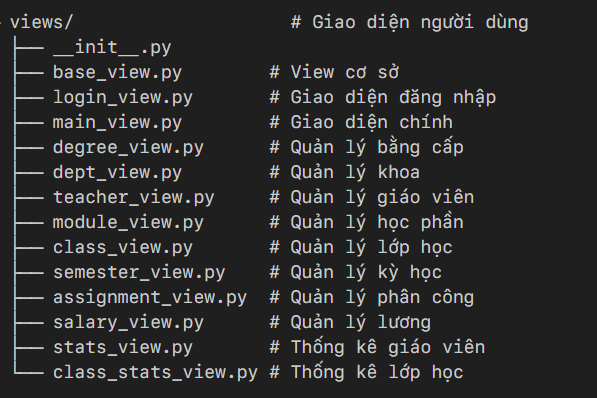 views/                    # Giao diện người dùng
├── __init__.py
├── base_view.py        # View cơ sở
├── login_view.py       # Giao diện đăng nhập
├── main_view.py        # Giao diện chính
├── degree_view.py      # Quản lý bằng cấp
├── dept_view.py        # Quản lý khoa
├── teacher_view.py     # Quản lý giáo viên
├── module_view.py      # Quản lý học phần
├── class_view.py       # Quản lý lớp học
├── semester_view.py    # Quản lý kỳ học
├── assignment_view.py  # Quản lý phân công
├── salary_view.py      # Quản lý lương
├── stats_view.py       # Thống kê giáo viên
└── class_stats_view.py # Thống kê lớp học